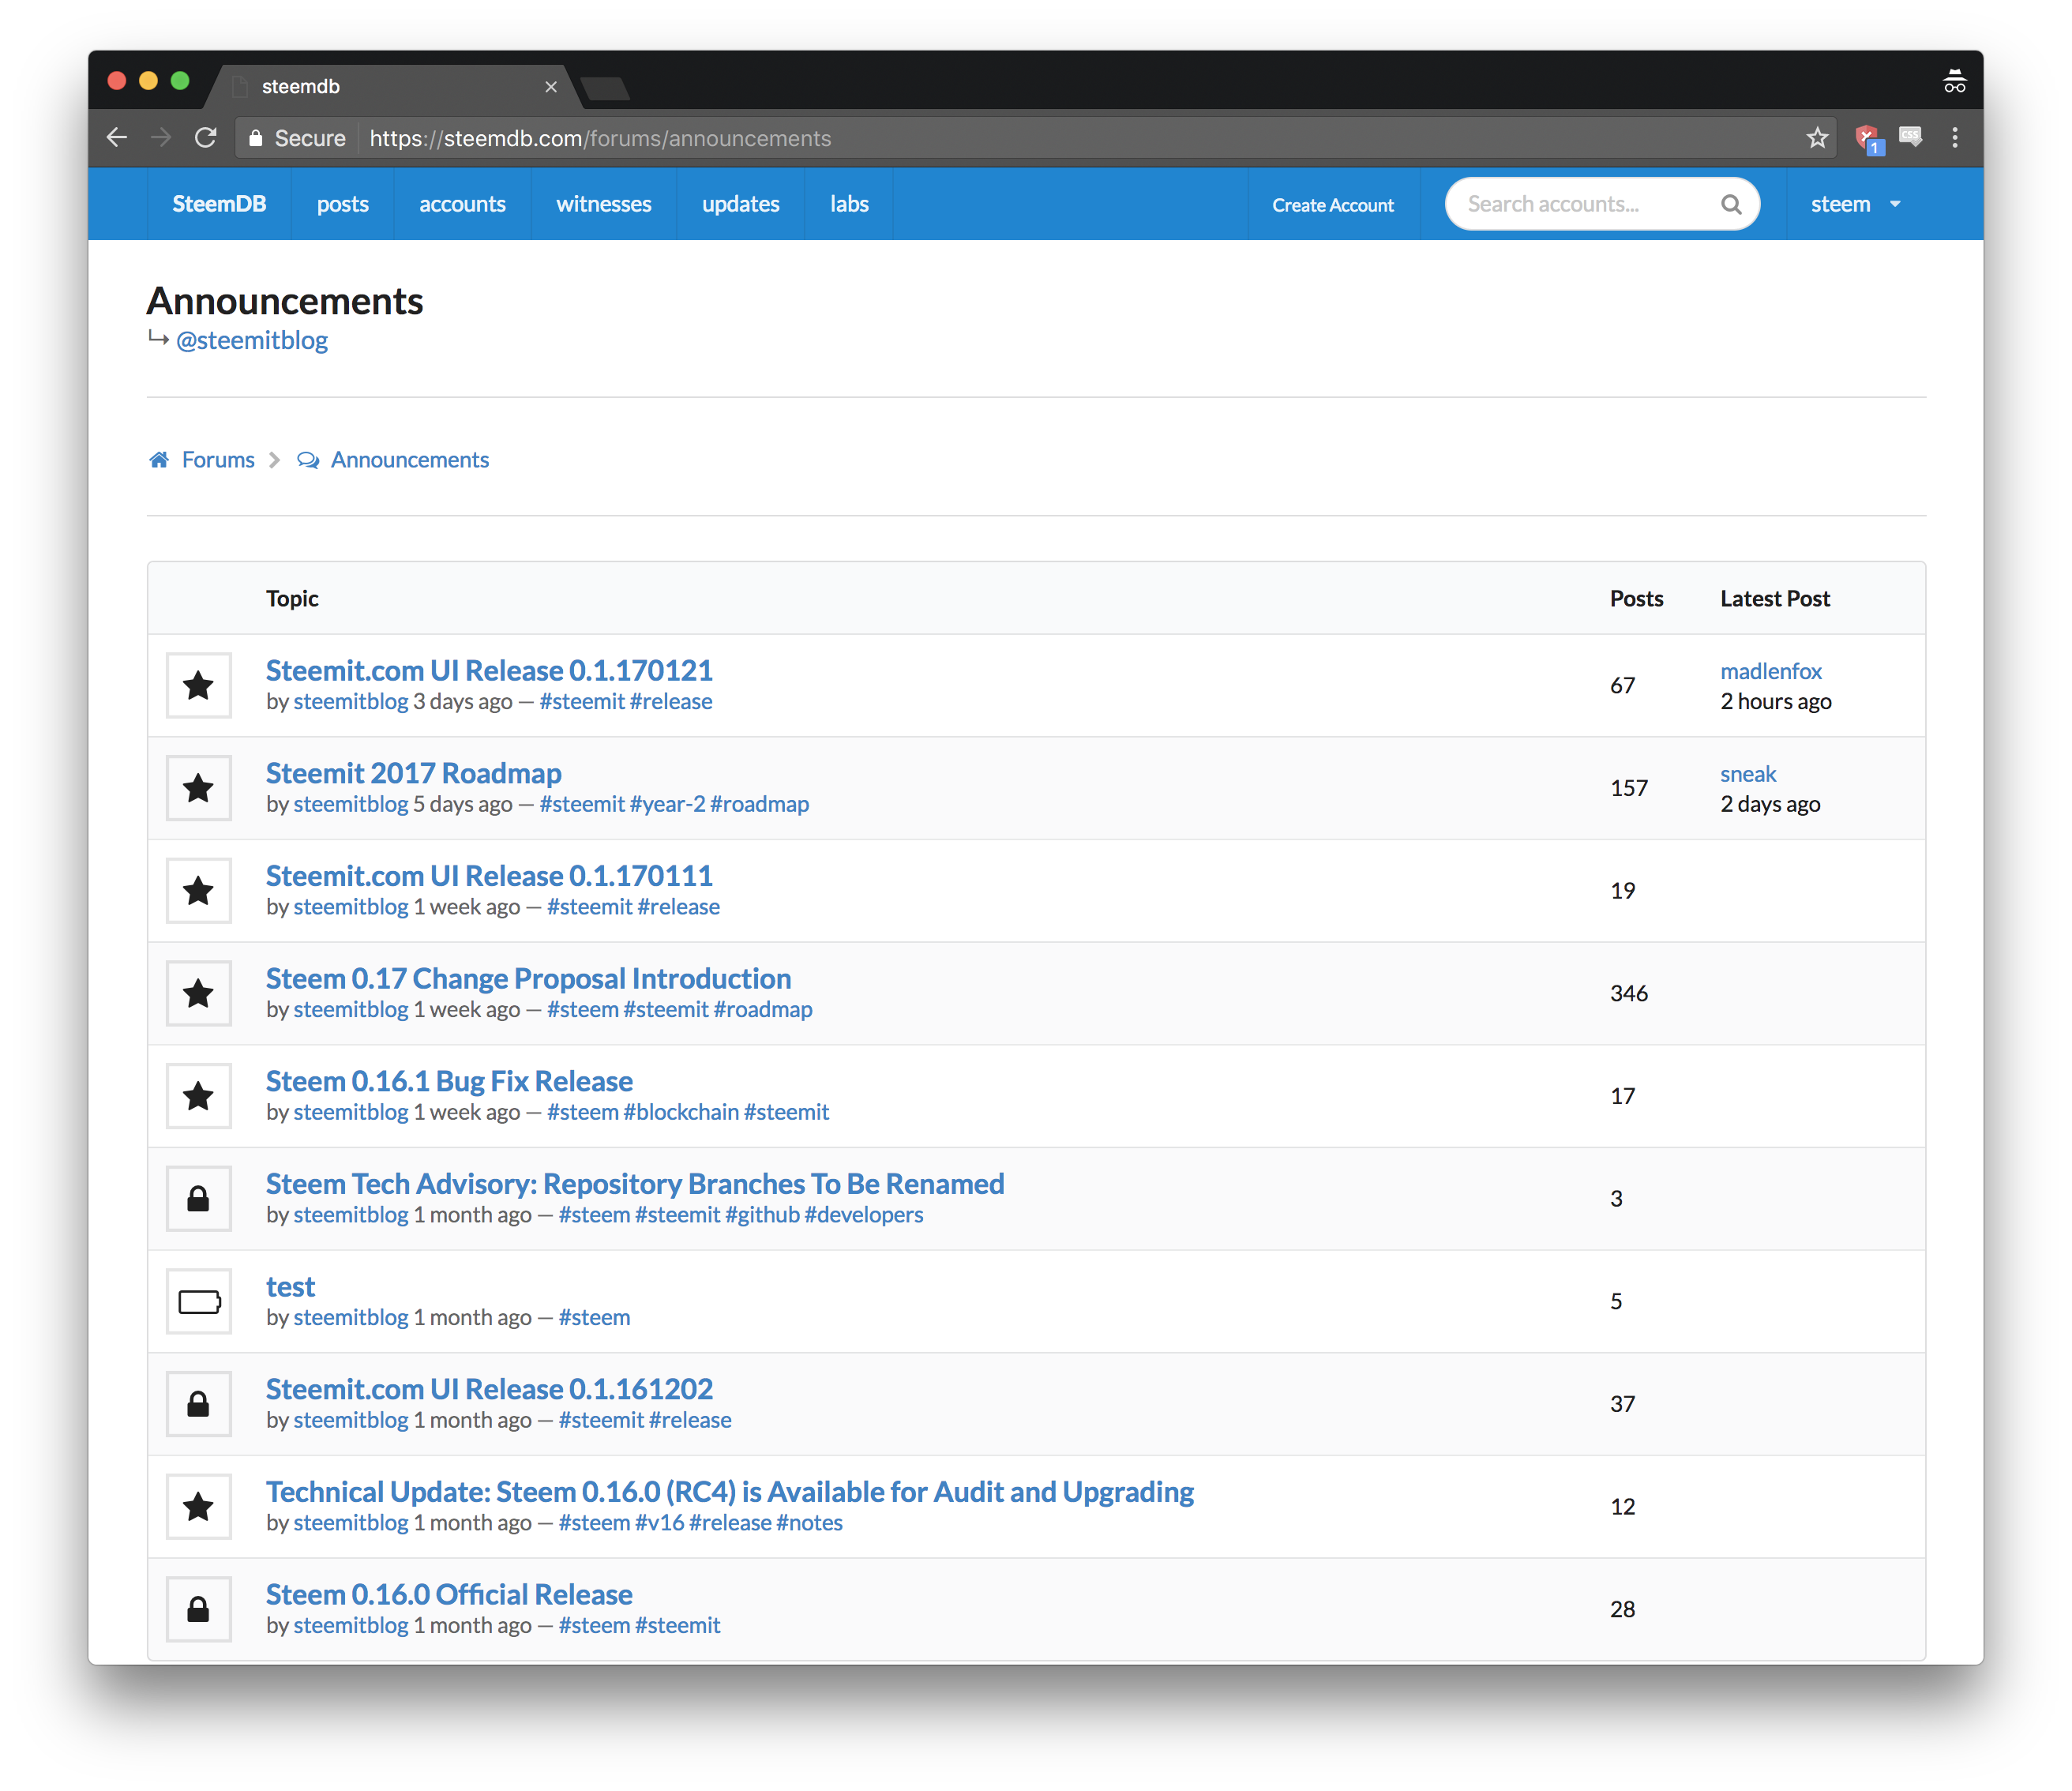 steemdb
Secure https://steemdb.com/forums/announcements
1
css
SteemDB posts accounts witnesses updates labs Create Account Search accounts... steem
Announcements
@steemitblog
Forums Announcements
Topic Posts Latest Post
Steemit.com UI Release 0.1.170121
by steemitblog 3 days ago — #steemit #release
67
madlenfox
2 hours ago
Steemit 2017 Roadmap
by steemitblog 5 days ago — #steemit #year-2 #roadmap
157
sneak
2 days ago
Steemit.com UI Release 0.1.170111
by steemitblog 1 week ago — #steemit #release
19
Steem 0.17 Change Proposal Introduction
by steemitblog 1 week ago — #steem #steemit #roadmap
346
Steem 0.16.1 Bug Fix Release
by steemitblog 1 week ago — #steem #blockchain #steemit
17
Steem Tech Advisory: Repository Branches To Be Renamed
by steemitblog 1 month ago — #steem #steemit #github #developers
3
test
by steemitblog 1 month ago — #steem
5
Steemit.com UI Release 0.1.161202
by steemitblog 1 month ago — #steemit #release
37
Technical Update: Steem 0.16.0 (RC4) is Available for Audit and Upgrading
by steemitblog 1 month ago — #steem #v16 #release #notes
12
Steem 0.16.0 Official Release
by steemitblog 1 month ago — #steem #steemit
28